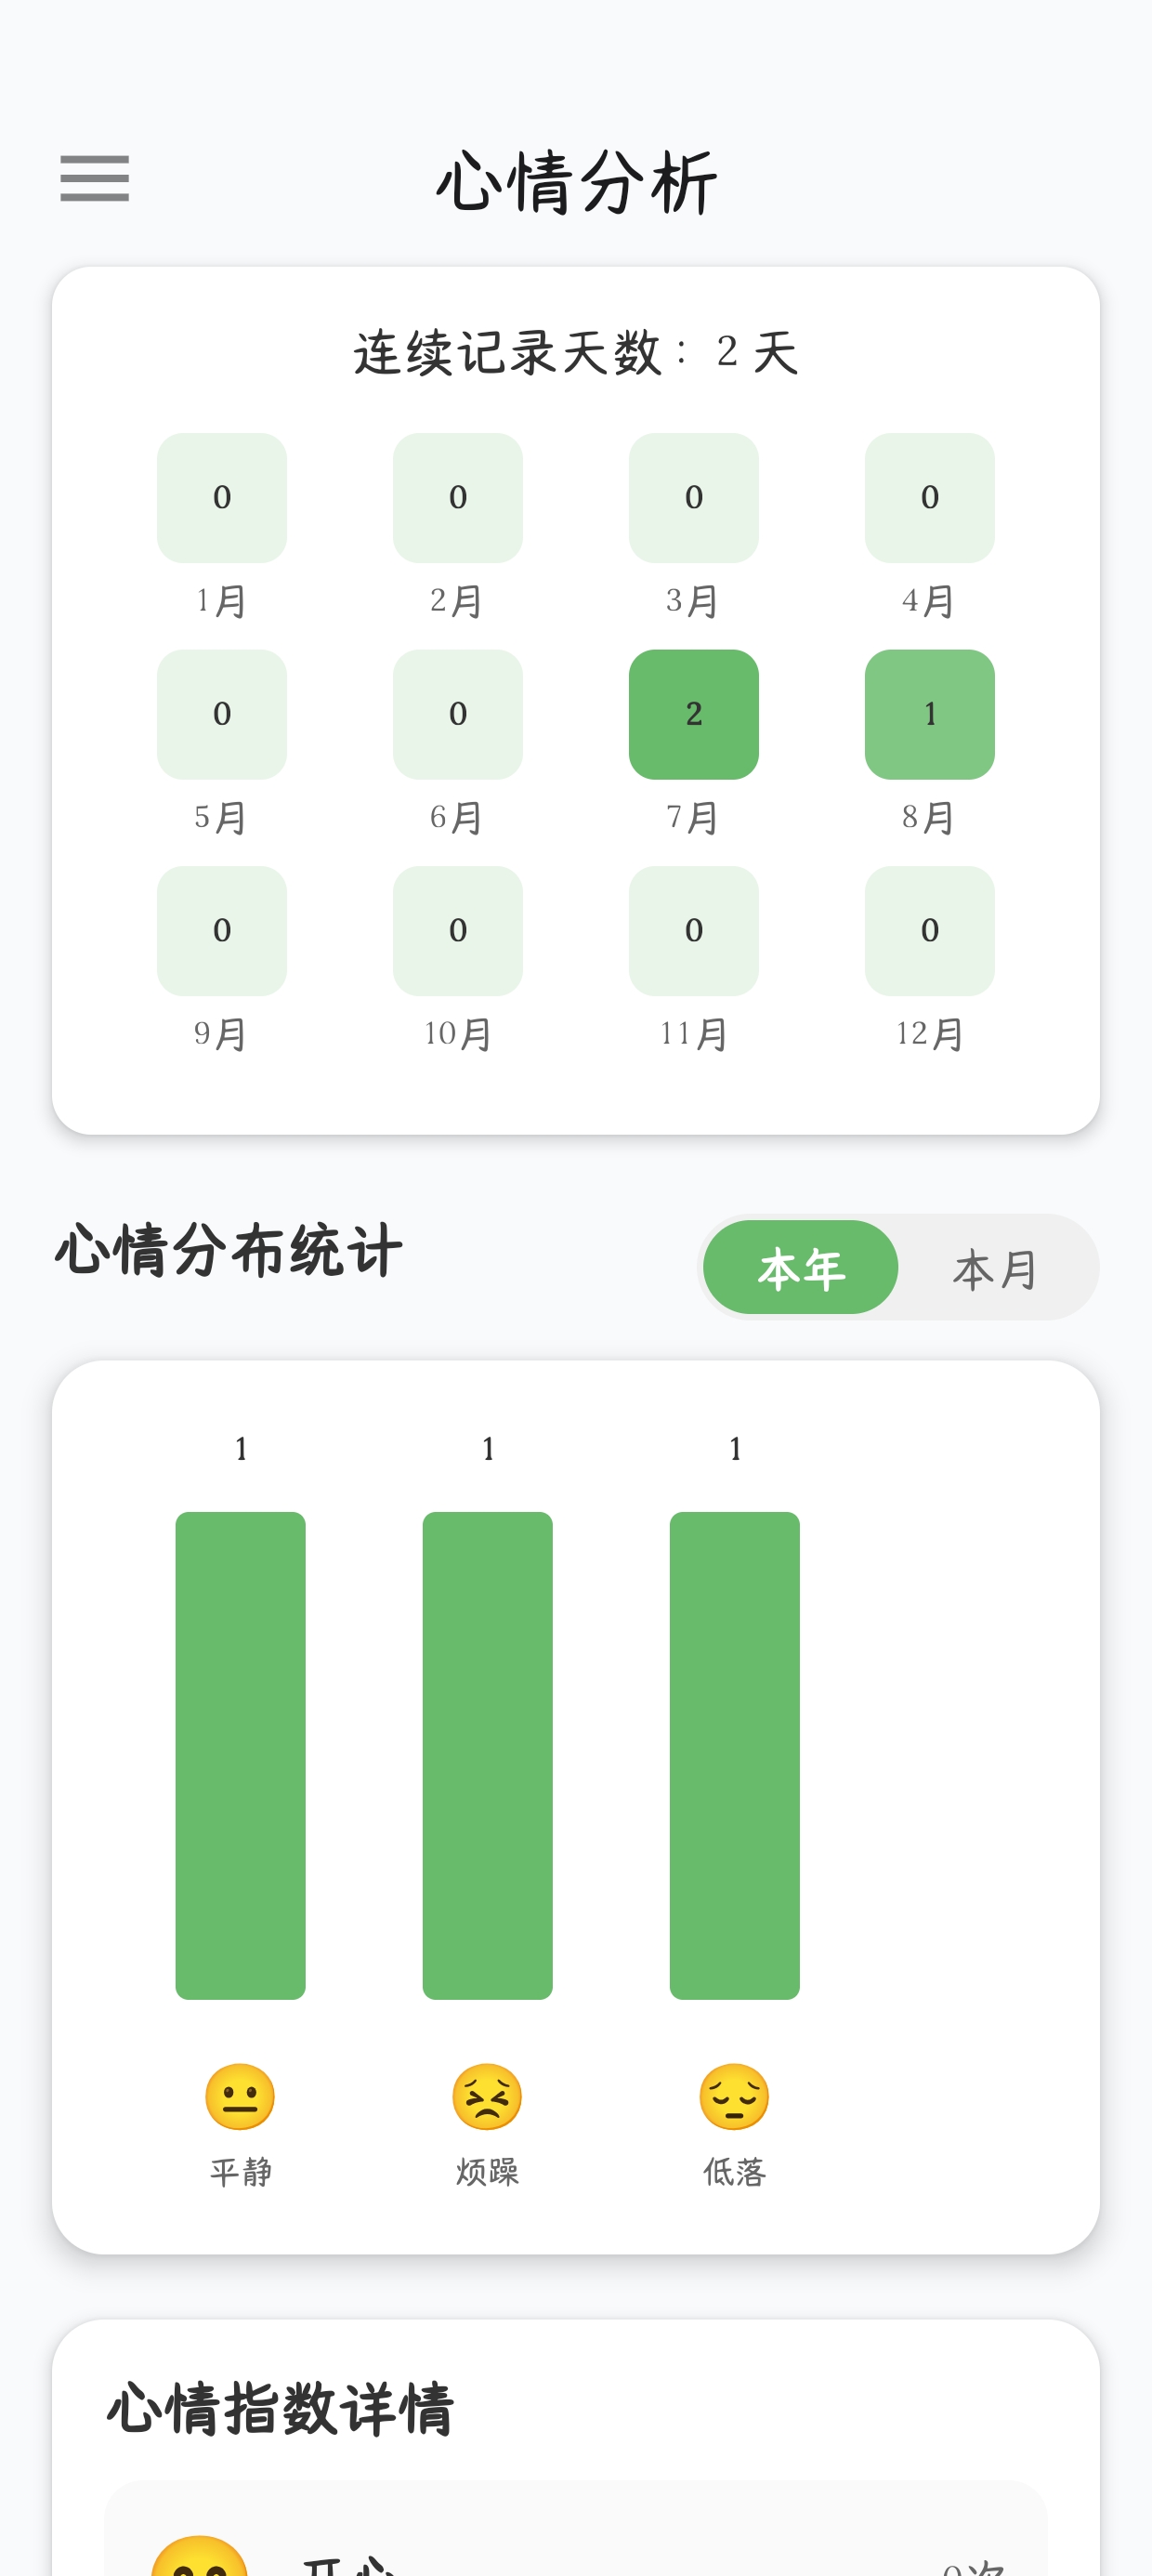 心情分析
连续记录天数：2 天
0 0 0 0
1月 2月 3月 4月
0 0 2 1
5月 6月 7月 8月
0 0 0 0
9月 10月 11月 12月
心情分布统计
本年 本月
1 1 1
平静 烦躁 低落
心情指数详情
开心 0次